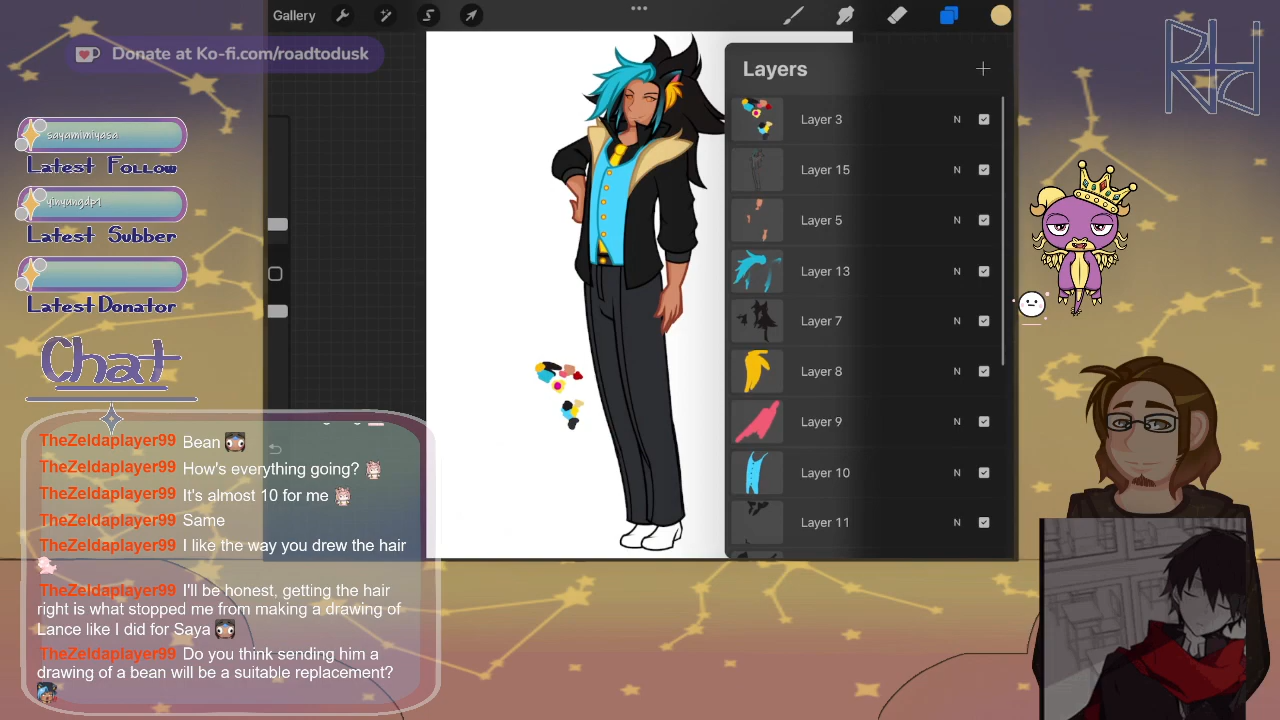 Gallery
Donate at Ko-fi.com/roadtodusk
Layers
Layer 3 N
Layer 15 N
Layer 5 N
Layer 13 N
Layer 7 N
Layer 8 N
Layer 9 N
Layer 10 N
Layer 11 N
sayamimiyasa
Latest Follow
yinyungdp1
Latest Subber
Latest Donator
Chat
TheZeldaplayer99 Bean
TheZeldaplayer99 How's everything going?
TheZeldaplayer99 It's almost 10 for me
TheZeldaplayer99 Same
TheZeldaplayer99 I like the way you drew the hair
TheZeldaplayer99 I'll be honest, getting the hair
right is what stopped me from making a drawing of
Lance like I did for Saya
TheZeldaplayer99 Do you think sending him a
drawing of a bean will be a suitable replacement?